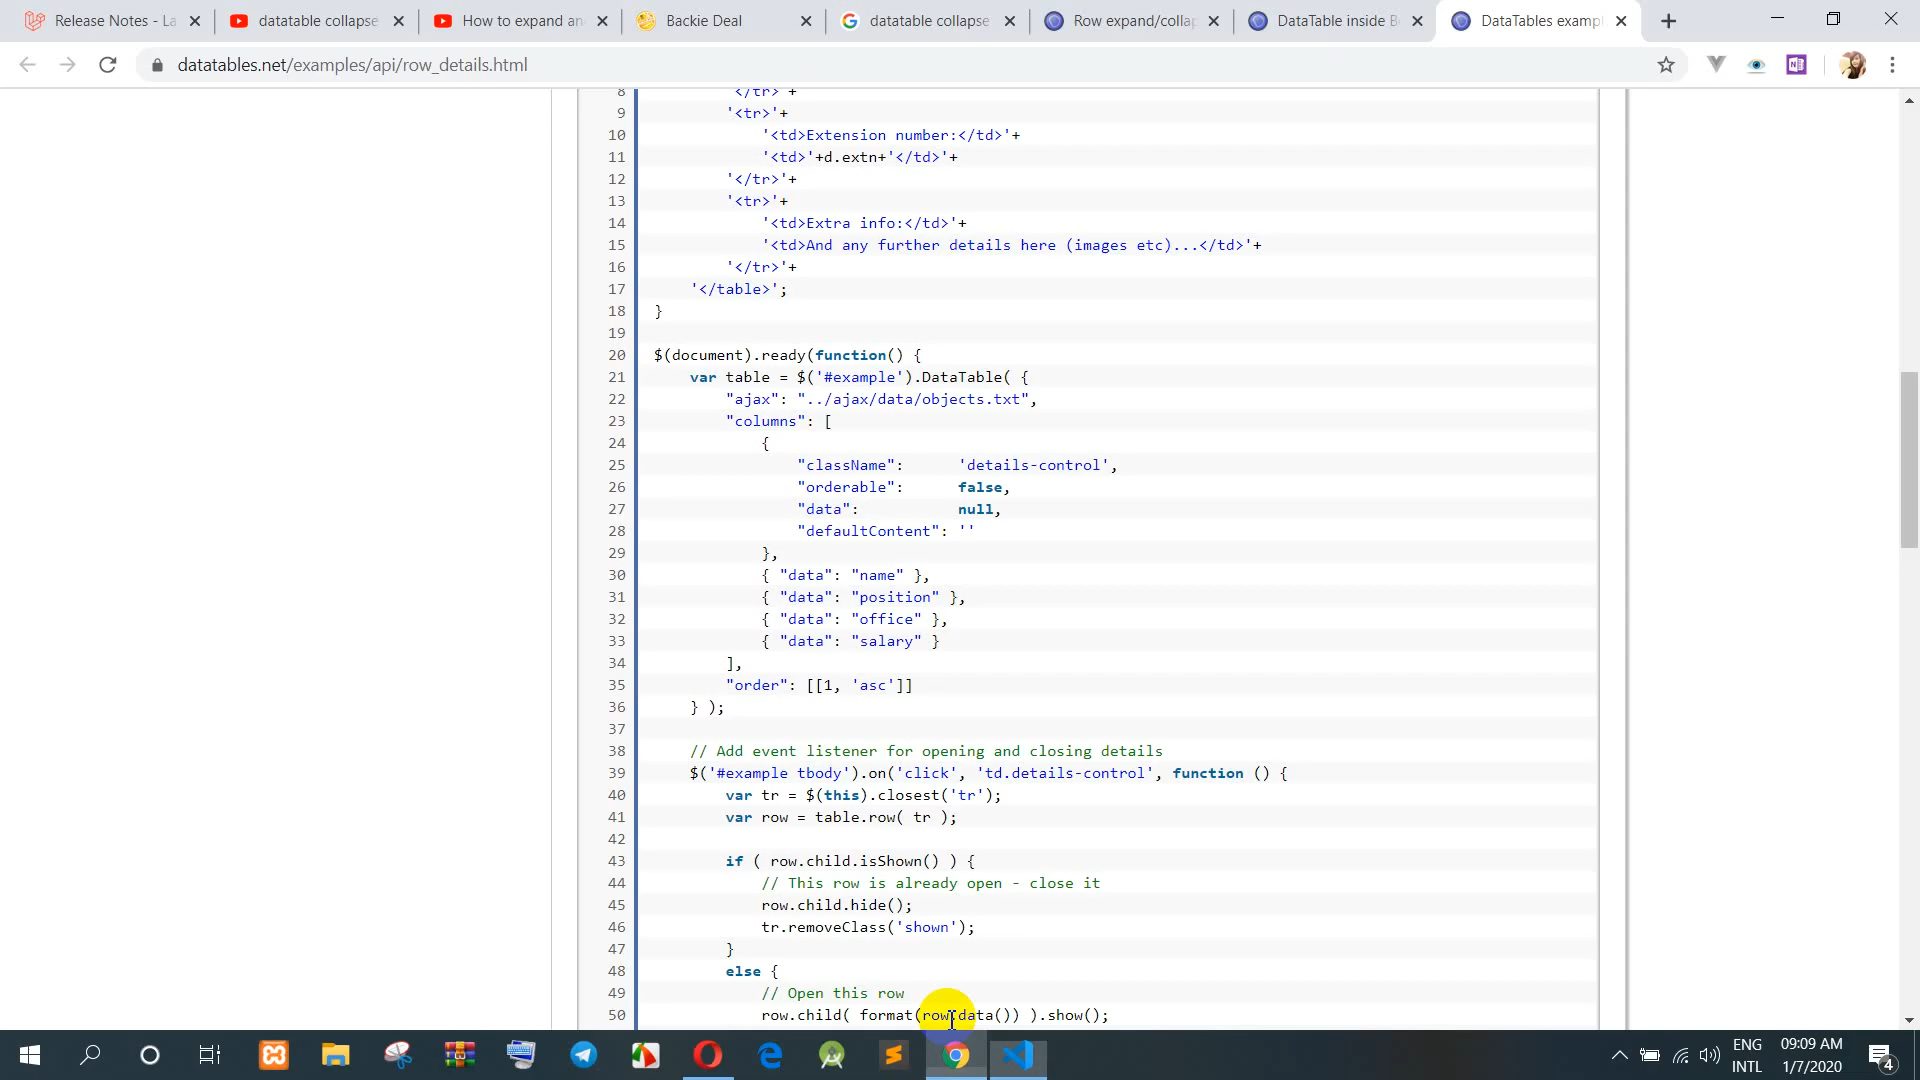 Release Notes - La
datatable collapse
How to expand an
Backie Deal
datatable collapse
Row expand/collap
DataTable inside B
DataTables examp
datatables.net/examples/api/row_details.html
8 '</tr>'+
9 '<tr>'+
10 '<td>Extension number:</td>'+
11 '<td>'+d.extn+'</td>'+
12 '</tr>'+
13 '<tr>'+
14 '<td>Extra info:</td>'+
15 '<td>And any further details here (images etc)...</td>'+
16 '</tr>'+
17 '</table>';
18 }
19
20 $(document).ready(function() {
21 var table = $('#example').DataTable( {
22 "ajax": "../ajax/data/objects.txt",
23 "columns": [
24 {
25 "className": 'details-control',
26 "orderable": false,
27 "data": null,
28 "defaultContent": ''
29 },
30 { "data": "name" },
31 { "data": "position" },
32 { "data": "office" },
33 { "data": "salary" }
34 ],
35 "order": [[1, 'asc']]
36 } );
37
38 // Add event listener for opening and closing details
39 $('#example tbody').on('click', 'td.details-control', function () {
40 var tr = $(this).closest('tr');
41 var row = table.row( tr );
42
43 if ( row.child.isShown() ) {
44 // This row is already open - close it
45 row.child.hide();
46 tr.removeClass('shown');
47 }
48 else {
49 // Open this row
50 row.child( format(row.data()) ).show();
ENG
INTL
09:09 AM
1/7/2020
4